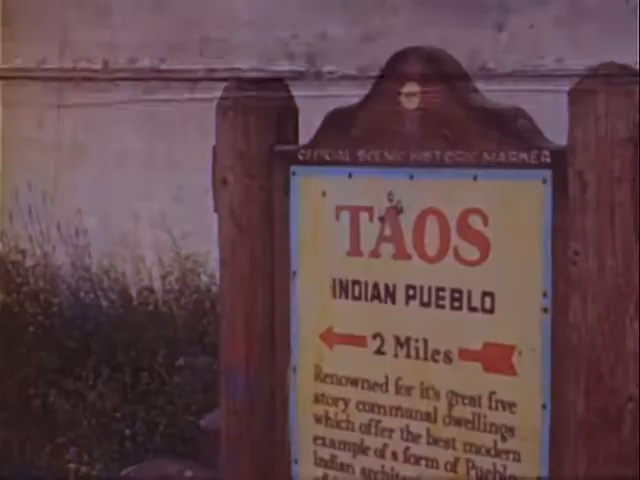 OFFICIAL SCENIC HISTORIC MARKER
TAOS
INDIAN PUEBLO
2 Miles
Renowned for it's great five
story communal dwellings
which offer the best modern
example of a form of Pueblo
Indian